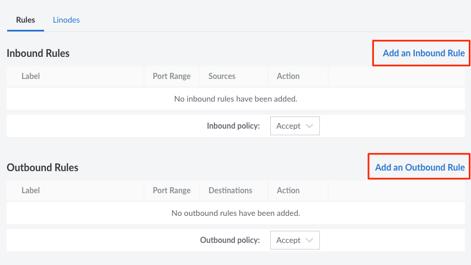 Rules Linodes
Inbound Rules Add an Inbound Rule
Label Port Range Sources Action
No inbound rules have been added.
Inbound policy: Accept
Outbound Rules Add an Outbound Rule
Label Port Range Destinations Action
No outbound rules have been added.
Outbound policy: Accept